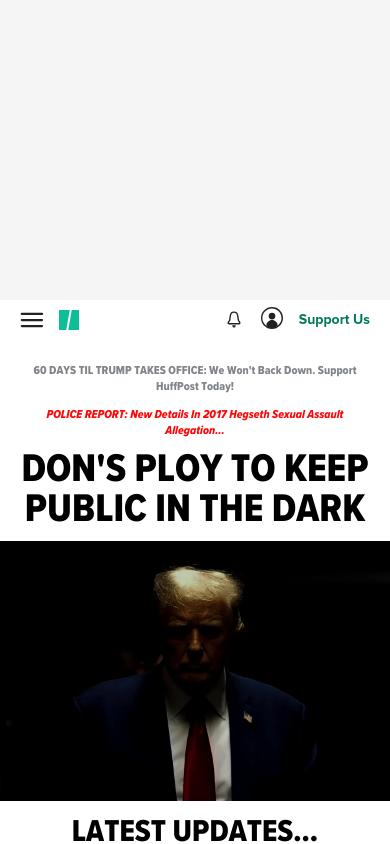 Support Us
60 DAYS TIL TRUMP TAKES OFFICE: We Won't Back Down. Support
HuffPost Today!
POLICE REPORT: New Details In 2017 Hegseth Sexual Assault
Allegation...
DON'S PLOY TO KEEP
PUBLIC IN THE DARK
LATEST UPDATES...